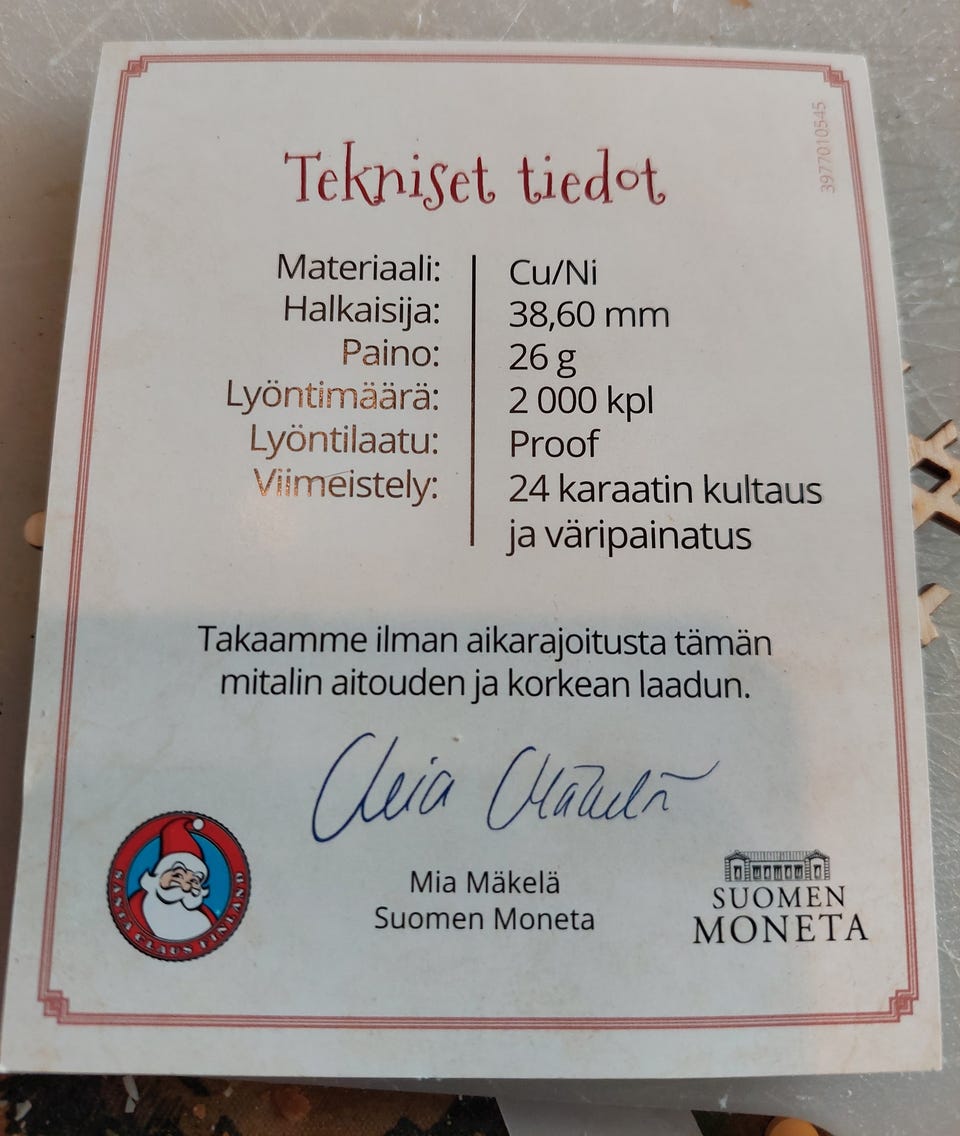 3977010545
Tekniset tiedot
Materiaali: Cu/Ni
Halkaisija: 38,60 mm
Paino: 26 g
Lyöntimäärä: 2 000 kpl
Lyöntilaatu: Proof
Viimeistely: 24 karaatin kultaus
ja väripainatus
Takaamme ilman aikarajoitusta tämän
mitalin aitouden ja korkean laadun.
Mia Mäkelä
Mia Mäkelä
Suomen Moneta
SANTA CLAUS FINLAND
SUOMEN
MONETA